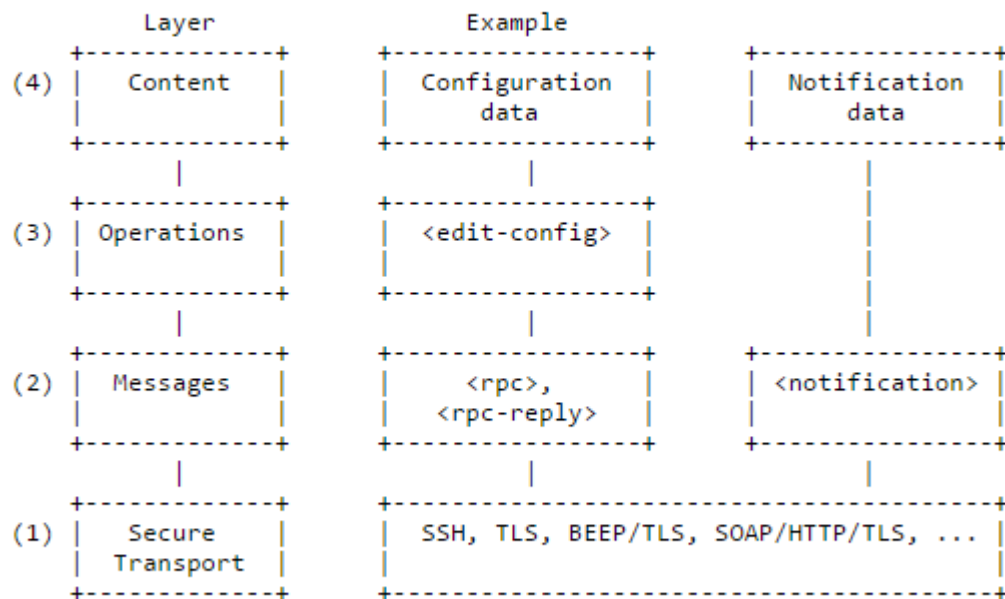 Layer Example
(4) Content Configuration Notification
data data
(3) Operations <edit-config>
(2) Messages <rpc>, <notification>
<rpc-reply>
(1) Secure SSH, TLS, BEEP/TLS, SOAP/HTTP/TLS, ...
Transport